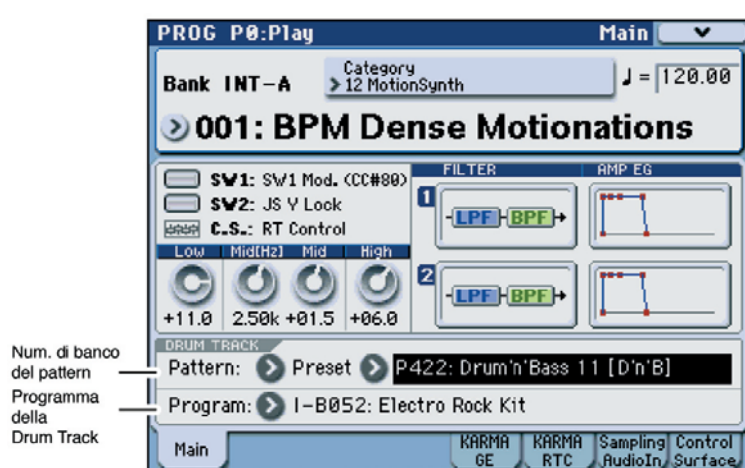 PROG P0:Play Main
Category
Bank INT-A 12 MotionSynth ♩ = 120.00
001: BPM Dense Motionations
SW1: SW1 Mod. (CC#80)
SW2: JS Y Lock
C.S.: RT Control
FILTER AMP EG
1 LPF BPF
2 LPF BPF
Low Mid[Hz] Mid High
+11.0 2.50k +01.5 +06.0
DRUM TRACK
Num. di banco
del pattern
Pattern: Preset P422: Drum'n'Bass 11 [D'n'B]
Programma
della
Drum Track
Program: I-B052: Electro Rock Kit
Main
KARMA
GE
KARMA
RTC
Sampling
AudioIn
Control
Surface